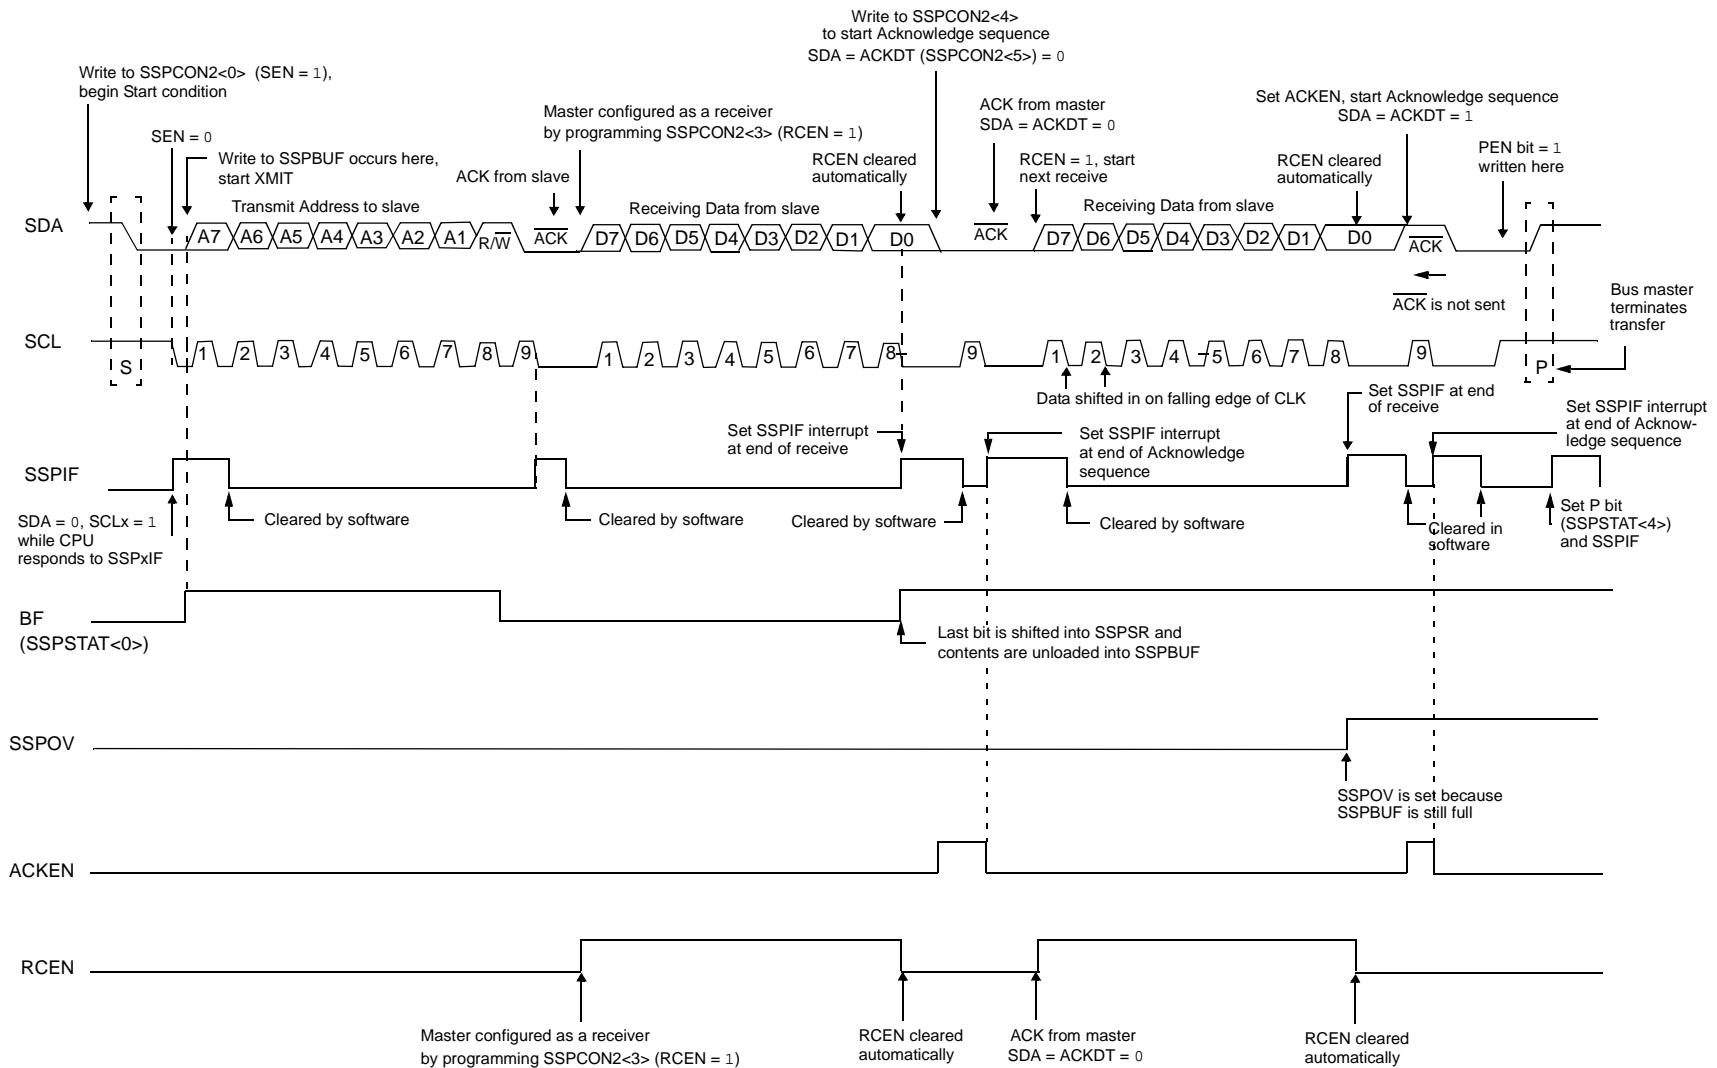 Write to SSPCON2<4>
to start Acknowledge sequence
SDA = ACKDT (SSPCON2<5>) = 0
Write to SSPCON2<0> (SEN = 1),
begin Start condition
Master configured as a receiver
by programming SSPCON2<3> (RCEN = 1)
ACK from master
SDA = ACKDT = 0
Set ACKEN, start Acknowledge sequence
SDA = ACKDT = 1
SEN = 0
Write to SSPBUF occurs here,
start XMIT
ACK from slave
RCEN cleared
automatically
RCEN = 1, start
next receive
RCEN cleared
automatically
PEN bit = 1
written here
Transmit Address to slave
Receiving Data from slave
Receiving Data from slave
SDA
A7 A6 A5 A4 A3 A2 A1 R/W ACK D7 D6 D5 D4 D3 D2 D1 D0 ACK D7 D6 D5 D4 D3 D2 D1 D0 ACK
ACK is not sent
Bus master
terminates
transfer
SCL
S 1 2 3 4 5 6 7 8 9 1 2 3 4 5 6 7 8 9 1 2 3 4 5 6 7 8 9 P
Data shifted in on falling edge of CLK
Set SSPIF at end
of receive
Set SSPIF interrupt
at end of receive
Set SSPIF interrupt
at end of Acknowledge
sequence
Set SSPIF interrupt
at end of Acknow-
ledge sequence
SSPIF
SDA = 0, SCLx = 1
while CPU
responds to SSPxIF
Cleared by software
Cleared by software
Cleared by software
Cleared by software
Cleared in
software
Set P bit
(SSPSTAT<4>)
and SSPIF
BF
(SSPSTAT<0>)
Last bit is shifted into SSPSR and
contents are unloaded into SSPBUF
SSPOV
SSPOV is set because
SSPBUF is still full
ACKEN
RCEN
Master configured as a receiver
by programming SSPCON2<3> (RCEN = 1)
RCEN cleared
automatically
ACK from master
SDA = ACKDT = 0
RCEN cleared
automatically